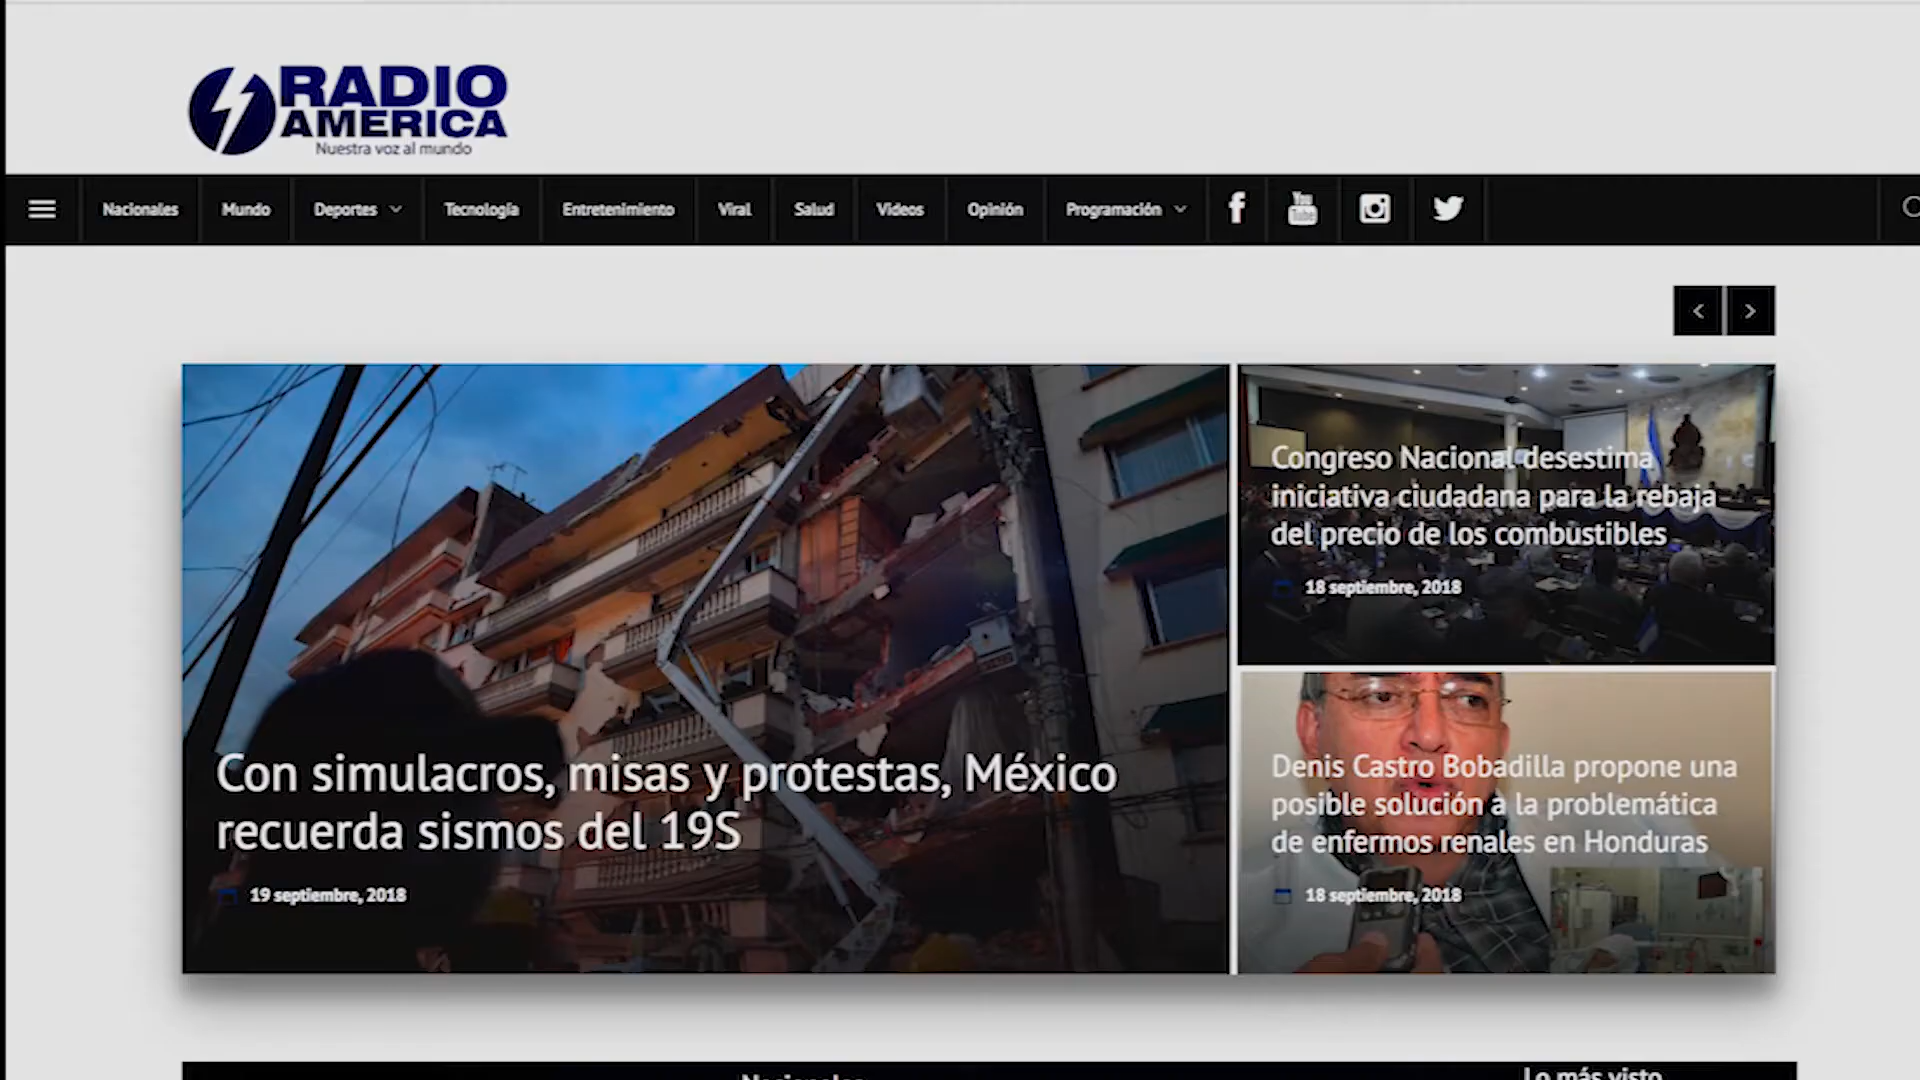 RADIO
AMERICA
Nuestra voz al mundo
Nacionales Mundo Deportes Tecnología Entretenimiento Viral Salud Videos Opinión Programación
You
Tube
Con simulacros, misas y protestas, México
recuerda sismos del 19S
19 septiembre, 2018
Congreso Nacional desestima
iniciativa ciudadana para la rebaja
del precio de los combustibles
18 septiembre, 2018
Denis Castro Bobadilla propone una
posible solución a la problemática
de enfermos renales en Honduras
18 septiembre, 2018
Nacionales
Lo más visto